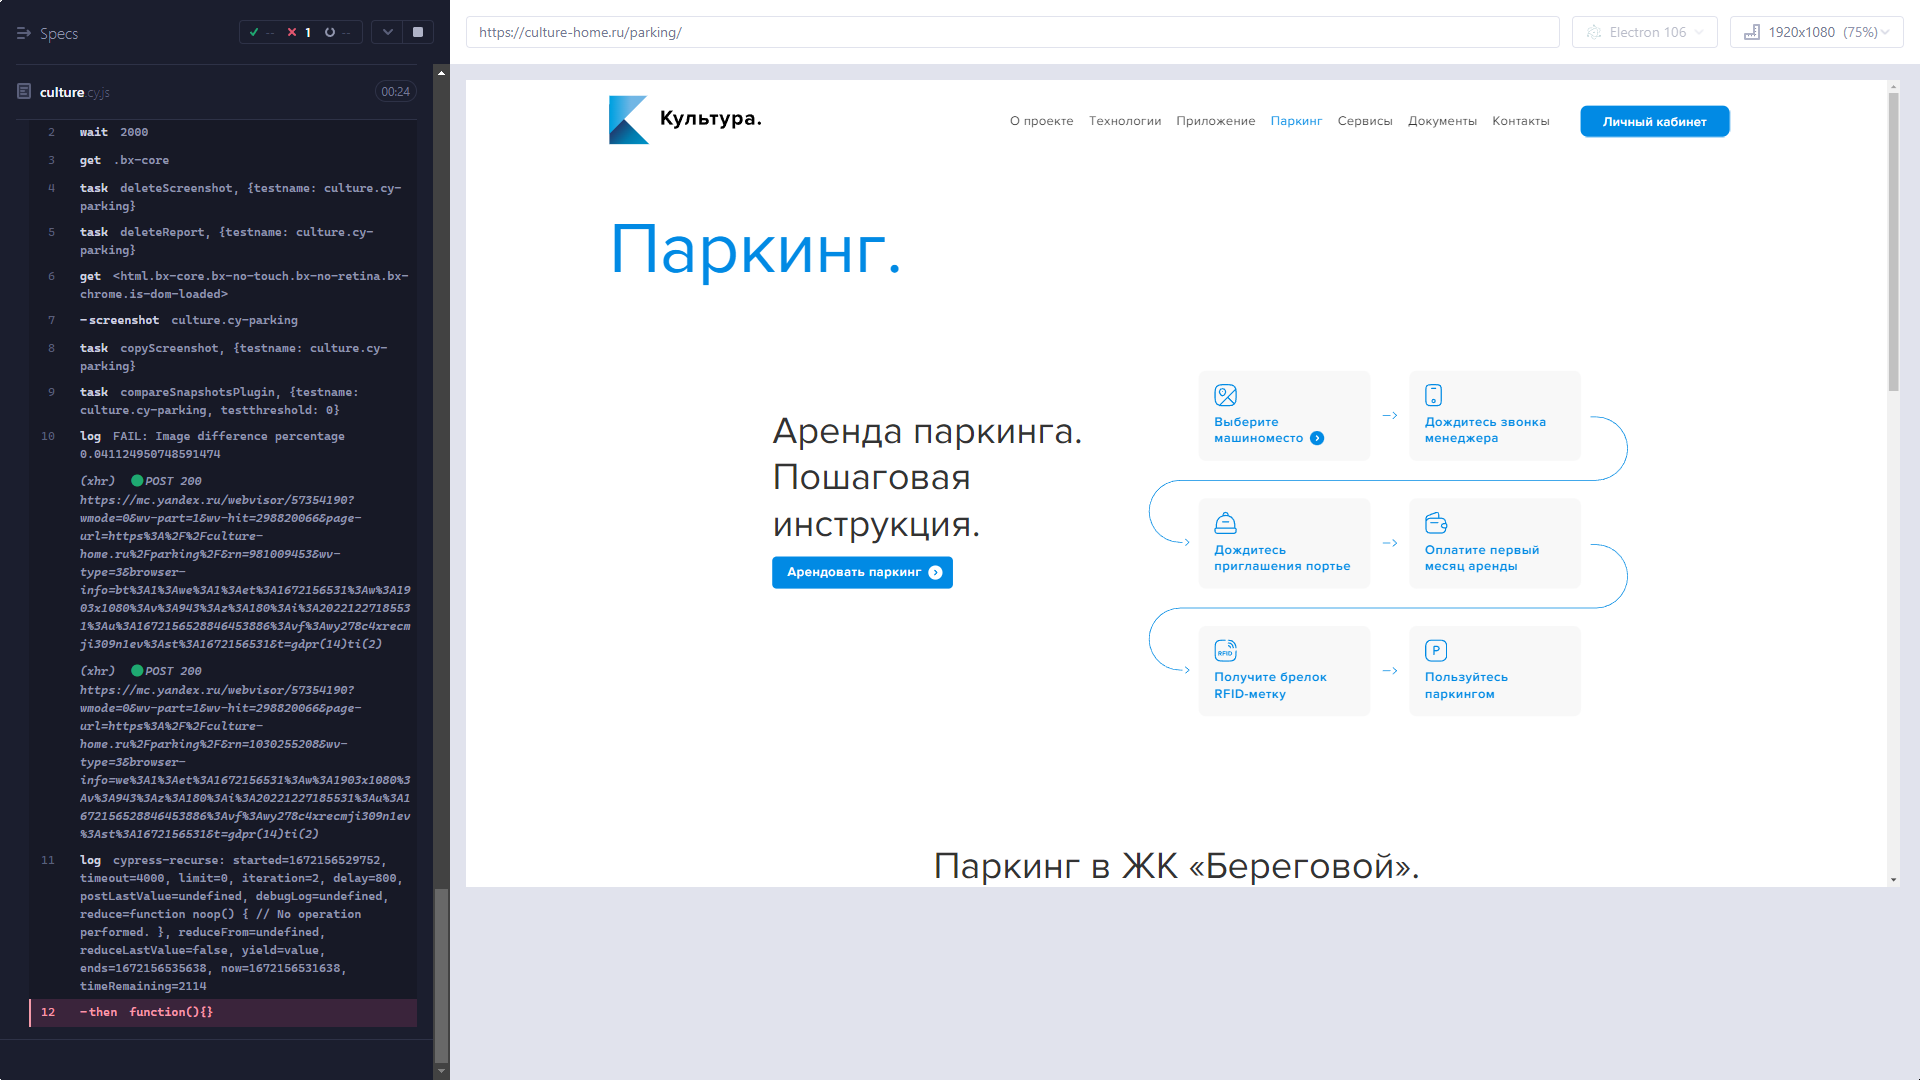 Specs
-- 1 --
culture.cy.js
00:24
2 wait 2000
3 get .bx-core
4 task deleteScreenshot, {testname: culture.cy-
parking}
5 task deleteReport, {testname: culture.cy-
parking}
6 get <html.bx-core.bx-no-touch.bx-no-retina.bx-
chrome.is-dom-loaded>
7 -screenshot culture.cy-parking
8 task copyScreenshot, {testname: culture.cy-
parking}
9 task compareSnapshotsPlugin, {testname:
culture.cy-parking, testthreshold: 0}
10 log FAIL: Image difference percentage
0.041124950748591474
(xhr) POST 200
https://mc.yandex.ru/webvisor/57354190?
wmode=0&wv-part=1&wv-hit=298820066&page-
url=https%3A%2F%2Fculture-
home.ru%2Fparking%2F&rn=981009453&wv-
type=3&browser-
info=bt%3A1%3Awe%3A1%3Aet%3A1672156531%3Aw%3A19
03x1080%3Av%3A943%3Az%3A180%3Ai%3A2022122718553
1%3Au%3A1672156528846453886%3Avf%3Awy278c4xrecm
ji309n1ev%3Ast%3A1672156531&t=gdpr(14)ti(2)
(xhr) POST 200
https://mc.yandex.ru/webvisor/57354190?
wmode=0&wv-part=1&wv-hit=298820066&page-
url=https%3A%2F%2Fculture-
home.ru%2Fparking%2F&rn=1030255208&wv-
type=3&browser-
info=we%3A1%3Aet%3A1672156531%3Aw%3A1903x1080%3
Av%3A943%3Az%3A180%3Ai%3A20221227185531%3Au%3A1
672156528846453886%3Avf%3Awy278c4xrecmji309n1ev
%3Ast%3A1672156531&t=gdpr(14)ti(2)
11 log cypress-recurse: started=1672156529752,
timeout=4000, limit=0, iteration=2, delay=800,
postLastValue=undefined, debugLog=undefined,
reduce=function noop() { // No operation
performed. }, reduceFrom=undefined,
reduceLastValue=false, yield=value,
ends=1672156535638, now=1672156531638,
timeRemaining=2114
12 -then function(){}
https://culture-home.ru/parking/
Electron 106
1920x1080 (75%)
Культура.
О проекте Технологии Приложение Паркинг Сервисы Документы Контакты
Личный кабинет
Паркинг.
Аренда паркинга.
Пошаговая
инструкция.
Арендовать паркинг
Выберите
машиноместо
Дождитесь звонка
менеджера
Дождитесь
приглашения портье
Оплатите первый
месяц аренды
RFID
Получите брелок
RFID-метку
P
Пользуйтесь
паркингом
Паркинг в ЖК «Береговой».